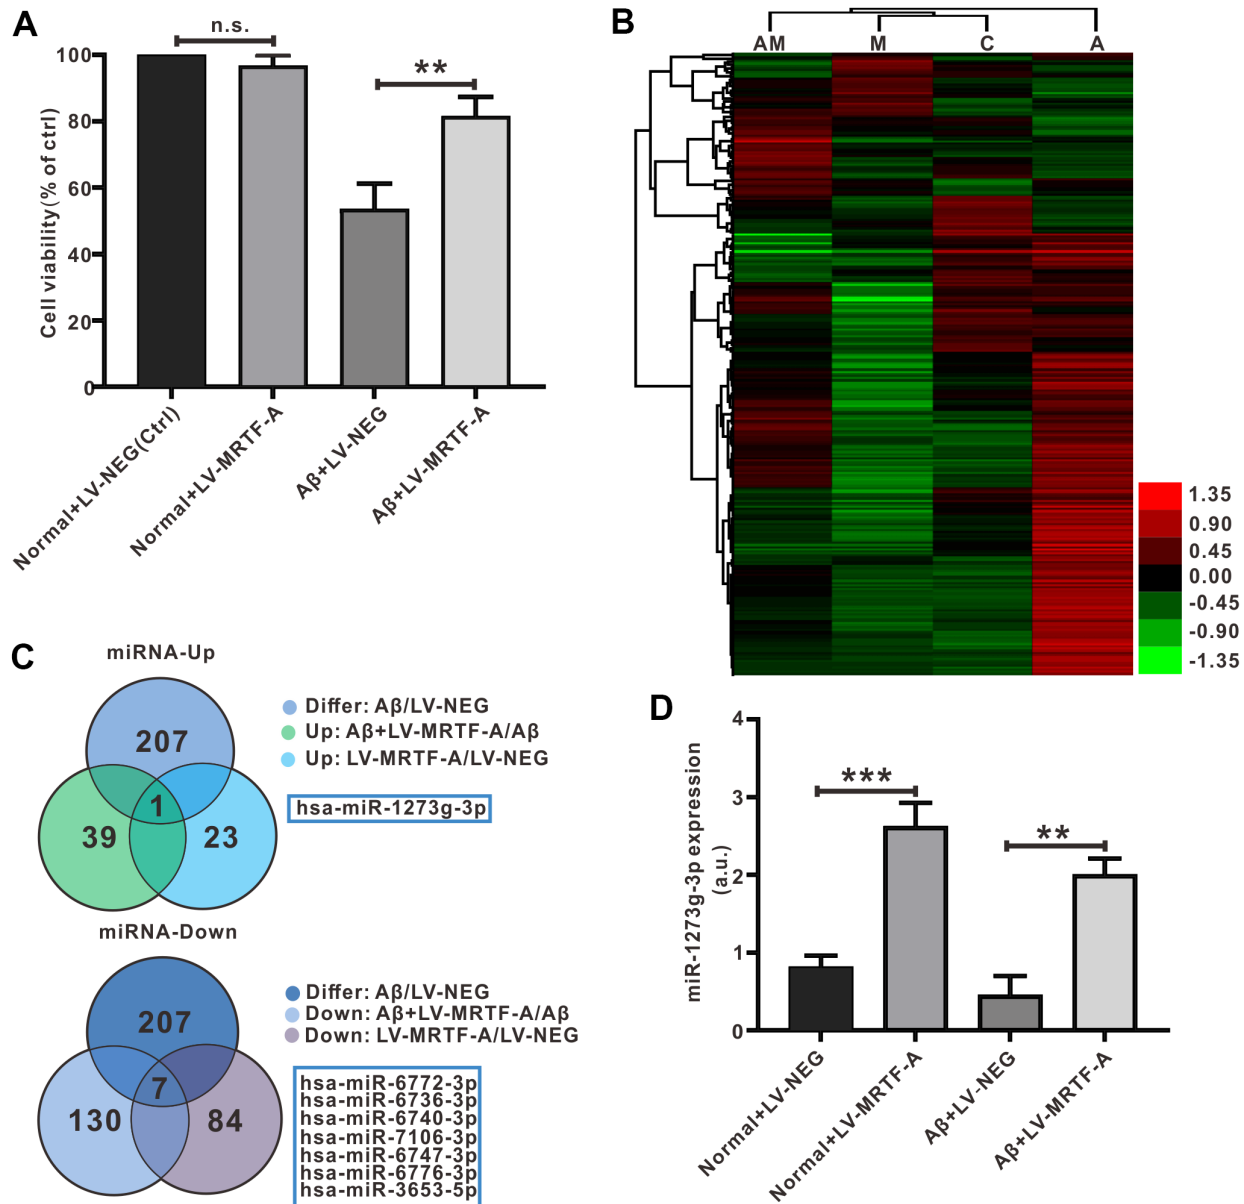 A
n.s.
**
Cell viability(% of ctrl)
100
80
60
40
20
0
Normal+LV-NEG(Ctrl)
Normal+LV-MRTF-A
Aβ+LV-NEG
Aβ+LV-MRTF-A
B
AM M C A
1.35
0.90
0.45
0.00
-0.45
-0.90
-1.35
C
miRNA-Up
207
39
1
23
Differ: Aβ/LV-NEG
Up: Aβ+LV-MRTF-A/Aβ
Up: LV-MRTF-A/LV-NEG
hsa-miR-1273g-3p
miRNA-Down
207
130
7
84
Differ: Aβ/LV-NEG
Down: Aβ+LV-MRTF-A/Aβ
Down: LV-MRTF-A/LV-NEG
hsa-miR-6772-3p
hsa-miR-6736-3p
hsa-miR-6740-3p
hsa-miR-7106-3p
hsa-miR-6747-3p
hsa-miR-6776-3p
hsa-miR-3653-5p
D
***
**
miR-1273g-3p expression
(a.u.)
4
3
2
1
0
Normal+LV-NEG
Normal+LV-MRTF-A
Aβ+LV-NEG
Aβ+LV-MRTF-A